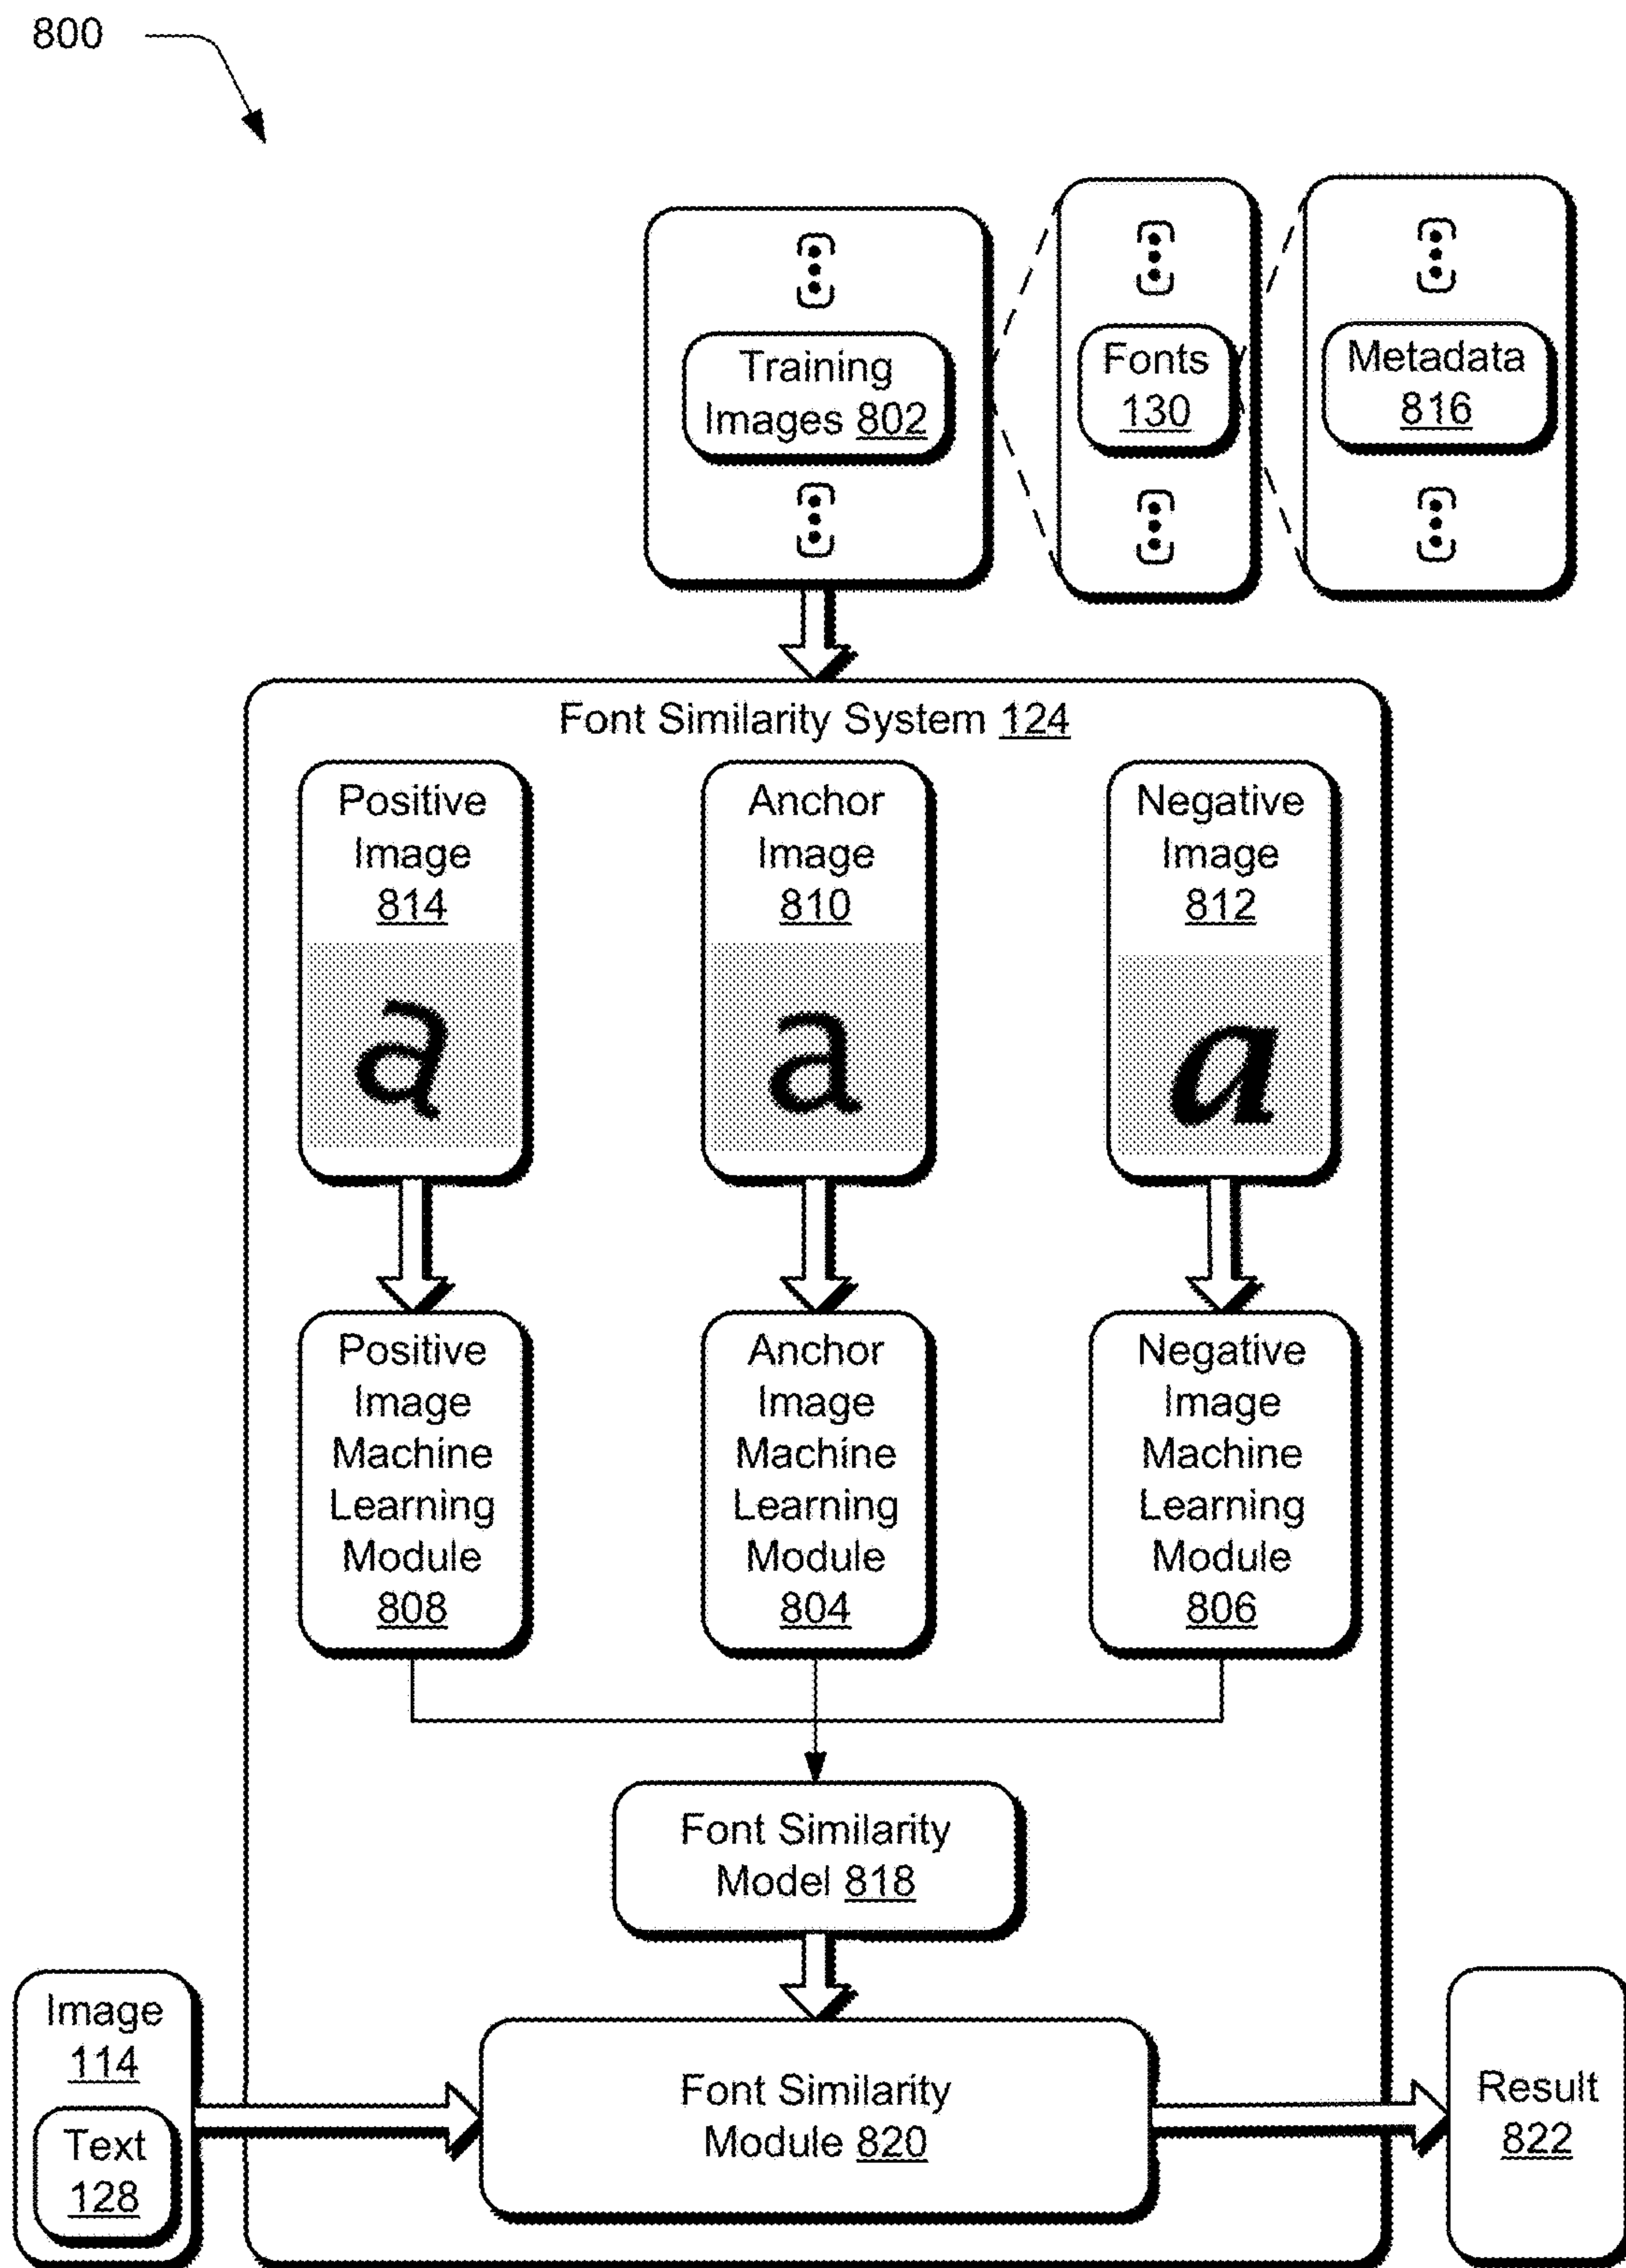 800
Training
Images 802
Fonts
130
Metadata
816
Font Similarity System 124
Positive
Image
814
a
Anchor
Image
810
a
Negative
Image
812
a
Positive
Image
Machine
Learning
Module
808
Anchor
Image
Machine
Learning
Module
804
Negative
Image
Machine
Learning
Module
806
Font Similarity
Model 818
Image
114
Text
128
Font Similarity
Module 820
Result
822